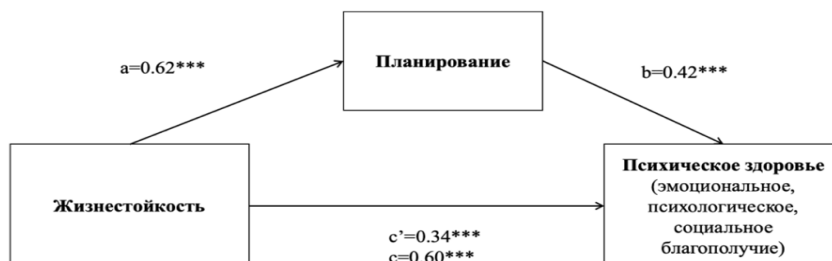 Планирование
a=0.62***
b=0.42***
Жизнестойкость
Психическое здоровье
(эмоциональное,
психологическое,
социальное
благополучие)
c’=0.34***
c=0.60***